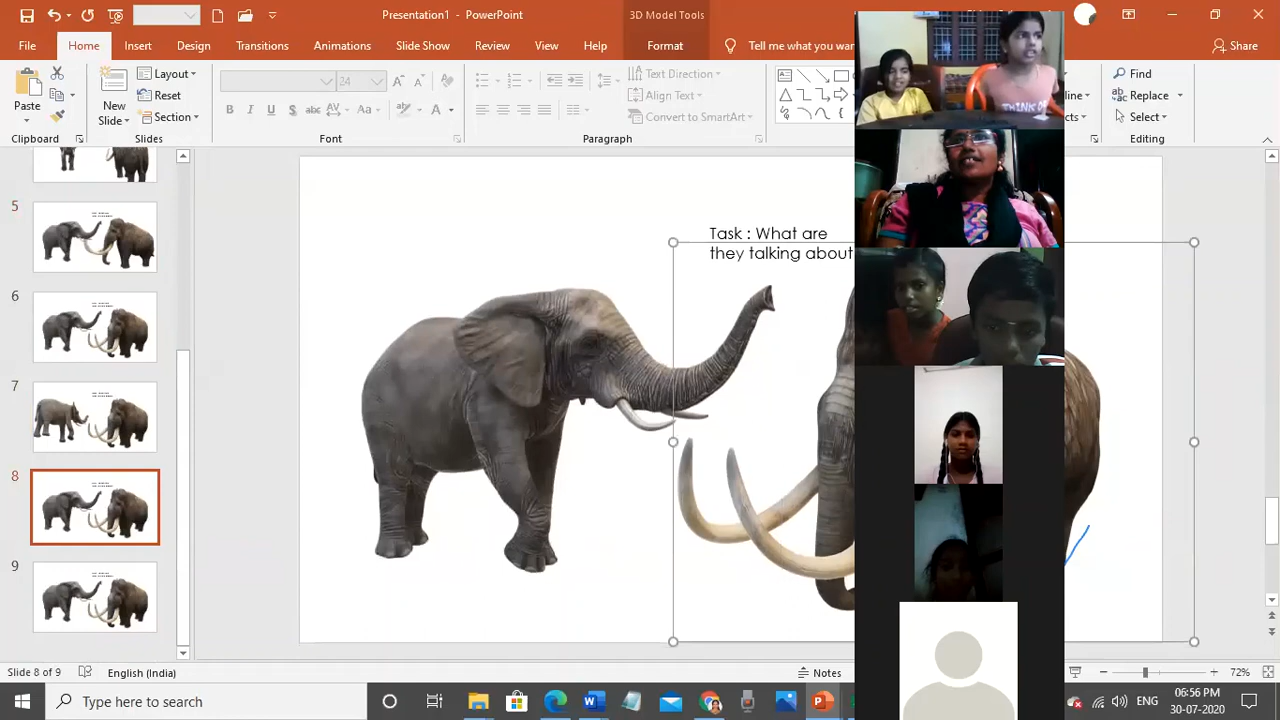 Presentation1 - PowerPoint
3D Model Tools
File
Home
Insert
Design
Transitions
Animations
Slide Show
Review
View
Help
Format
Tell me what you wan
Share
Paste
New
Slide
Layout
Reset
Section
24
Text Direction
Align Text
Convert to SmartArt
Find
Replace
Select
Clipboard
Slides
Font
Paragraph
Editing
THINK
5
6
7
8
9
Task : What are
they talking about
Slide 8 of 9
English (India)
Notes
72%
Type here to search
ENG
06:56 PM
30-07-2020